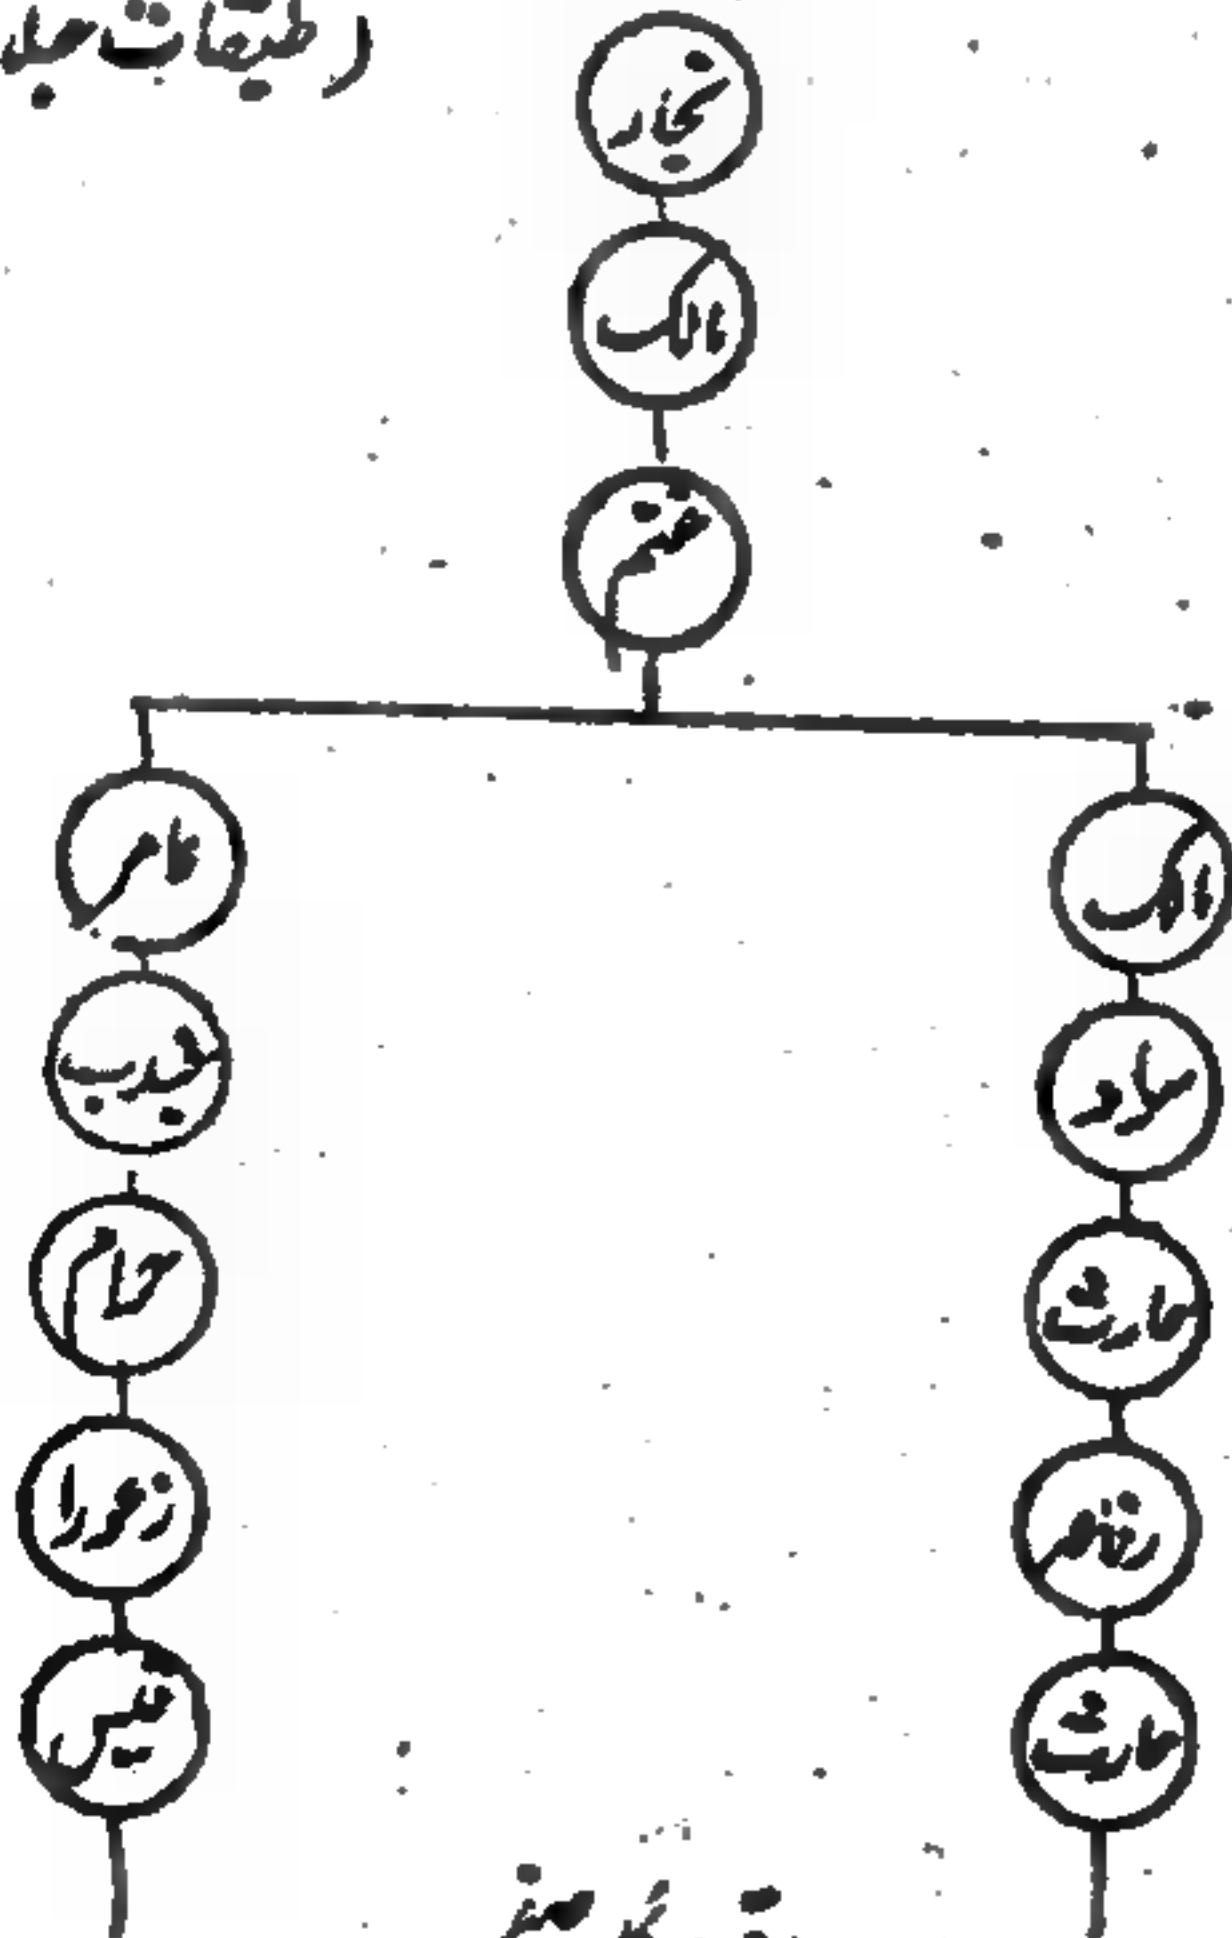 (طبقات جلد
نجار
مالک
غنم
مالک
عامر
سواد
جندب
حارث
حرام
رفاعہ
زعورا
حارث
قیس